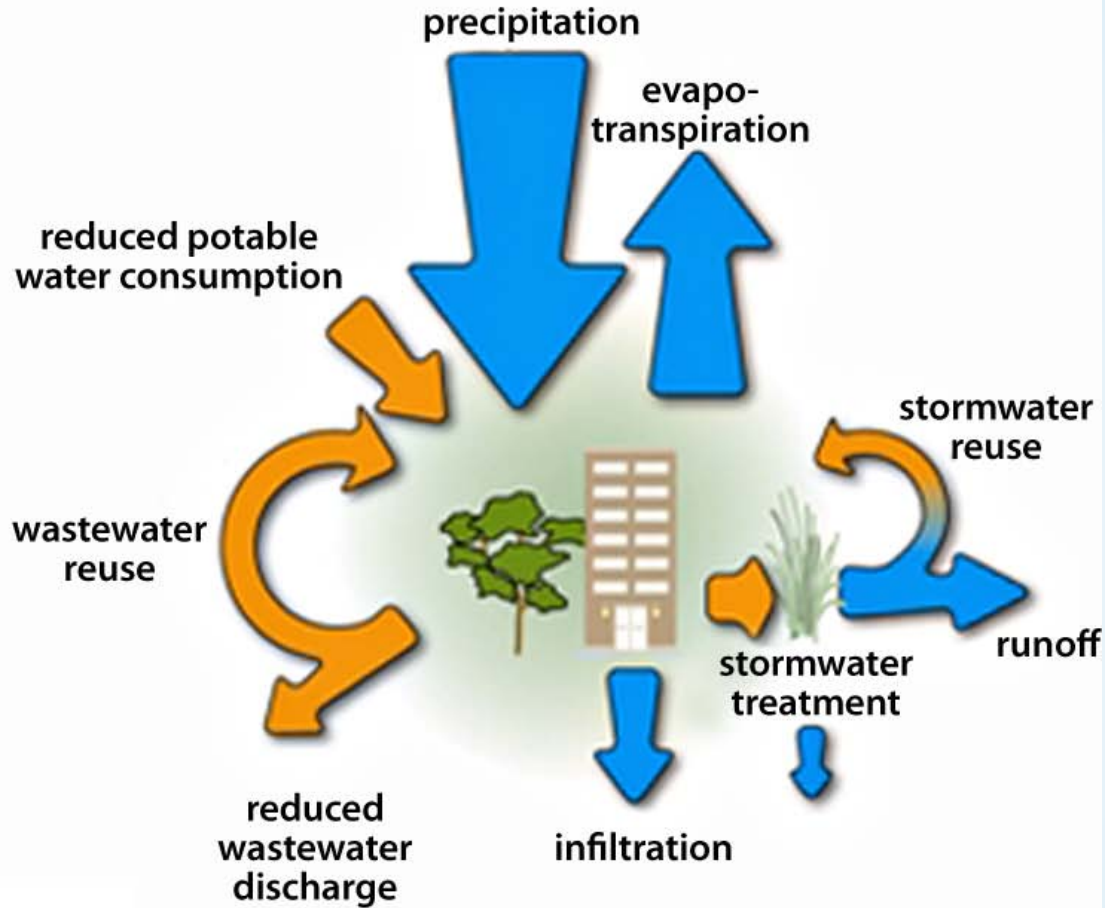 precipitation
evapo-
transpiration
reduced potable
water consumption
stormwater
reuse
wastewater
reuse
runoff
stormwater
treatment
reduced
wastewater
discharge
infiltration